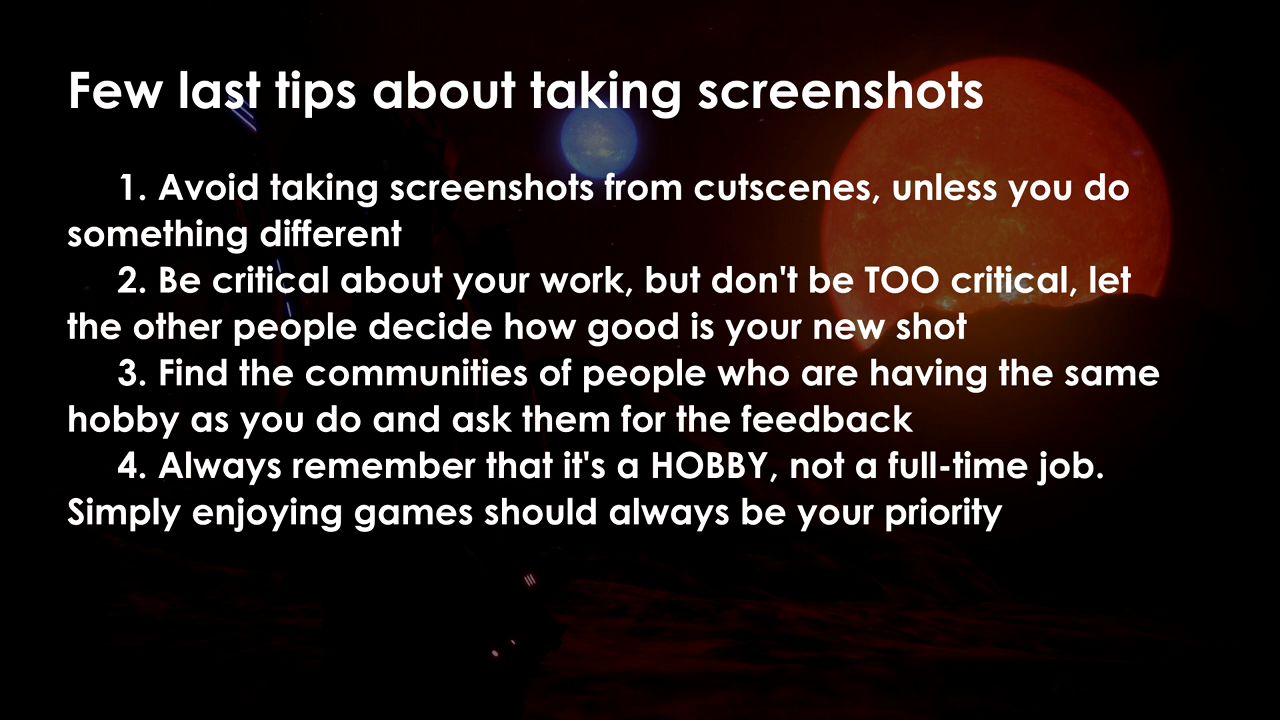 Few last tips about taking screenshots
1. Avoid taking screenshots from cutscenes, unless you do
something different
2. Be critical about your work, but don't be TOO critical, let
the other people decide how good is your new shot
3. Find the communities of people who are having the same
hobby as you do and ask them for the feedback
4. Always remember that it's a HOBBY, not a full-time job.
Simply enjoying games should always be your priority